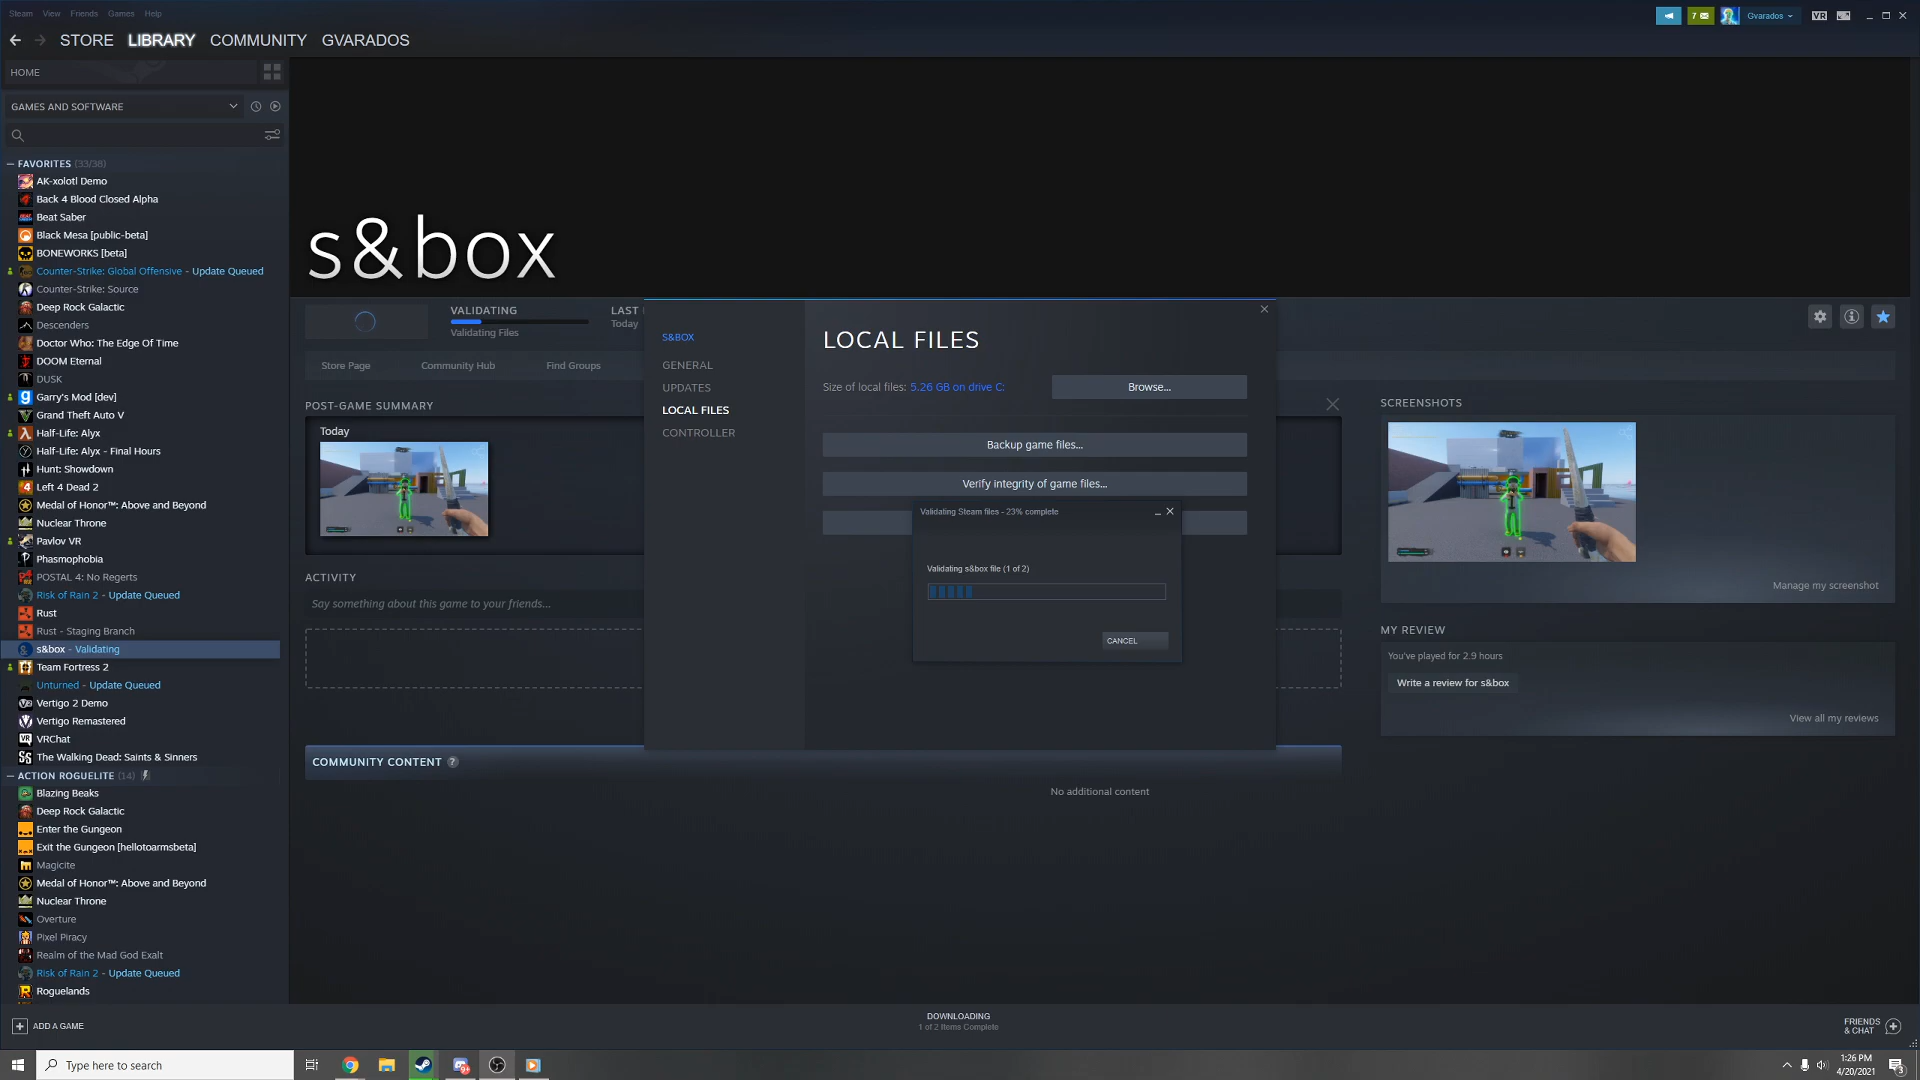 Steam View Friends Games Help
7
Gvarados
VR
STORE LIBRARY COMMUNITY GVARADOS
HOME
GAMES AND SOFTWARE
— FAVORITES (33/38)
AK-xolotl Demo
Back 4 Blood Closed Alpha
Beat Saber
Black Mesa [public-beta]
BONEWORKS [beta]
Counter-Strike: Global Offensive - Update Queued
Counter-Strike: Source
Deep Rock Galactic
Descenders
Doctor Who: The Edge Of Time
DOOM Eternal
DUSK
Garry's Mod [dev]
Grand Theft Auto V
Half-Life: Alyx
Half-Life: Alyx - Final Hours
Hunt: Showdown
Left 4 Dead 2
Medal of Honor™: Above and Beyond
Nuclear Throne
Pavlov VR
Phasmophobia
POSTAL 4: No Regerts
Risk of Rain 2 - Update Queued
Rust
Rust - Staging Branch
s&box - Validating
Team Fortress 2
Unturned - Update Queued
Vertigo 2 Demo
Vertigo Remastered
VRChat
The Walking Dead: Saints & Sinners
— ACTION ROGUELITE (14)
Blazing Beaks
Deep Rock Galactic
Enter the Gungeon
Exit the Gungeon [hellotoarmsbeta]
Magicite
Medal of Honor™: Above and Beyond
Nuclear Throne
Overture
Pixel Piracy
Realm of the Mad God Exalt
Risk of Rain 2 - Update Queued
Roguelands
ADD A GAME
s&box
VALIDATING
Validating Files
LAST
Today
Store Page Community Hub Find Groups
POST-GAME SUMMARY
Today
ACTIVITY
Say something about this game to your friends...
COMMUNITY CONTENT ?
No additional content
S&BOX
GENERAL
UPDATES
LOCAL FILES
CONTROLLER
LOCAL FILES
Size of local files: 5.26 GB on drive C:
Browse...
Backup game files...
Verify integrity of game files...
Validating Steam files - 23% complete
Validating s&box file (1 of 2)
CANCEL
SCREENSHOTS
Manage my screenshot
MY REVIEW
You've played for 2.9 hours
Write a review for s&box
View all my reviews
DOWNLOADING
1 of 2 Items Complete
FRIENDS
& CHAT
Type here to search
9+
1:26 PM
4/20/2021
3